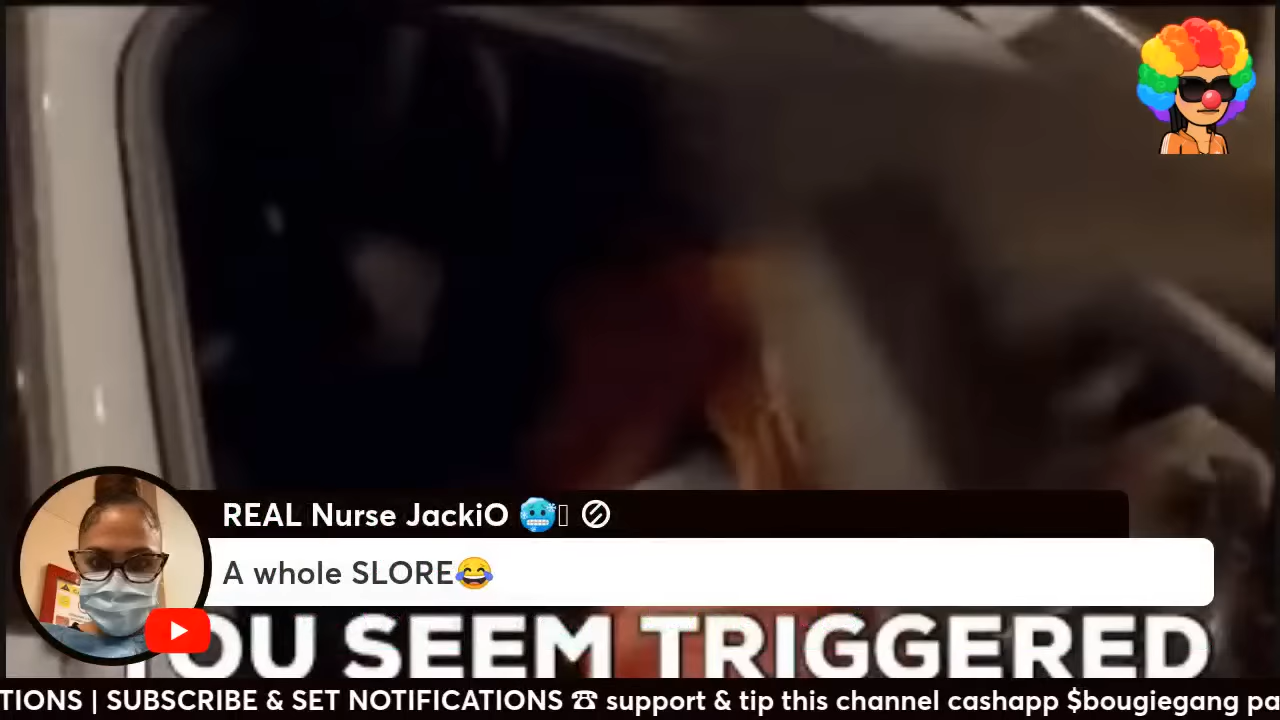 REAL Nurse JackiO 🥶 
A whole SLORE😂
OU SEEM TRIGGERED
TIONS | SUBSCRIBE & SET NOTIFICATIONS ☎ support & tip this channel cashapp $bougiegang pa